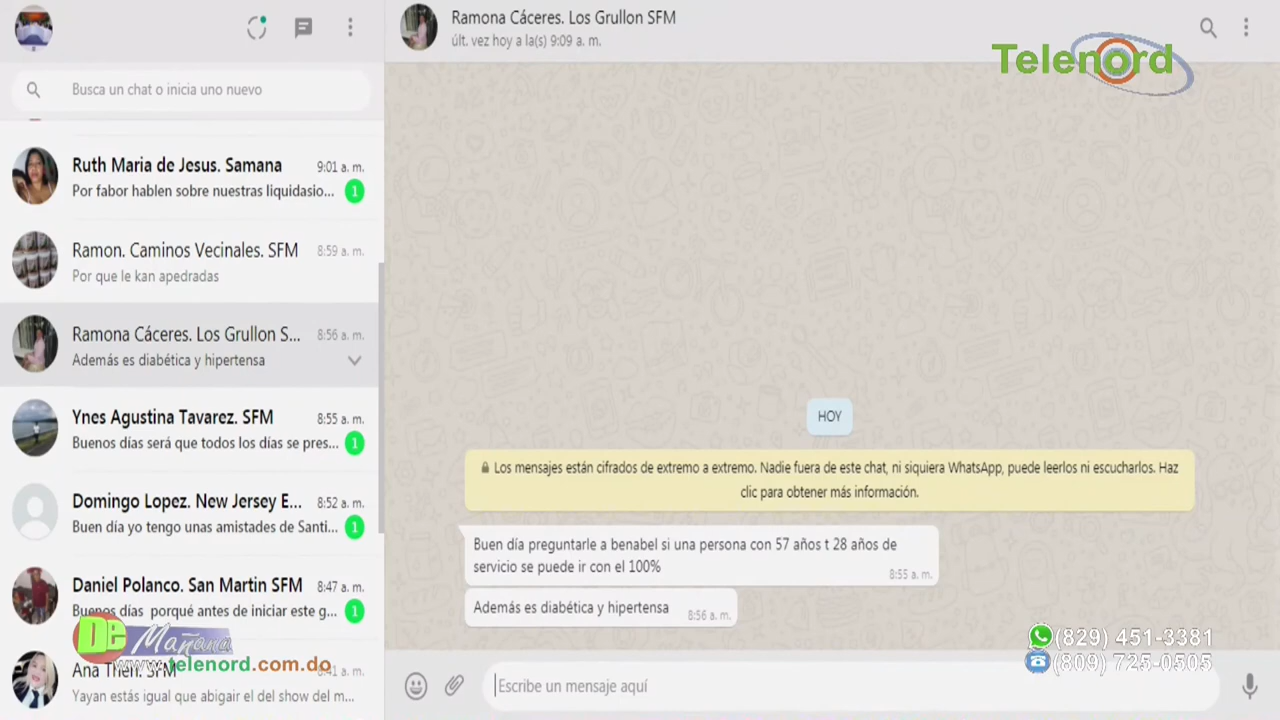 Busca un chat o inicia uno nuevo
Ruth Maria de Jesus. Samana
9:01 a. m.
Por fabor hablen sobre nuestras liquidasio...
1
Ramon. Caminos Vecinales. SFM
8:59 a. m.
Por que le kan apedradas
Ramona Cáceres. Los Grullon S...
8:56 a. m.
Además es diabética y hipertensa
Ynes Agustina Tavarez. SFM
8:55 a. m.
Buenos días será que todos los días se pres...
1
Domingo Lopez. New Jersey E...
8:52 a. m.
Buen día yo tengo unas amistades de Santi...
1
Daniel Polanco. San Martin SFM
8:47 a. m.
Buenos días porqué antes de iniciar este g...
1
Ana Then. SFM
8:41 a. m.
Yayan estás igual que abigair el del show del m...
De Mañana
www.telenord.com.do
Ramona Cáceres. Los Grullon SFM
últ. vez hoy a la(s) 9:09 a. m.
Telenord
HOY
Los mensajes están cifrados de extremo a extremo. Nadie fuera de este chat, ni siquiera WhatsApp, puede leerlos ni escucharlos. Haz
clic para obtener más información.
Buen día preguntarle a benabel si una persona con 57 años t 28 años de
servicio se puede ir con el 100%
8:55 a. m.
Además es diabética y hipertensa
8:56 a. m.
(829) 451-3381
(809) 725-0505
Escribe un mensaje aquí